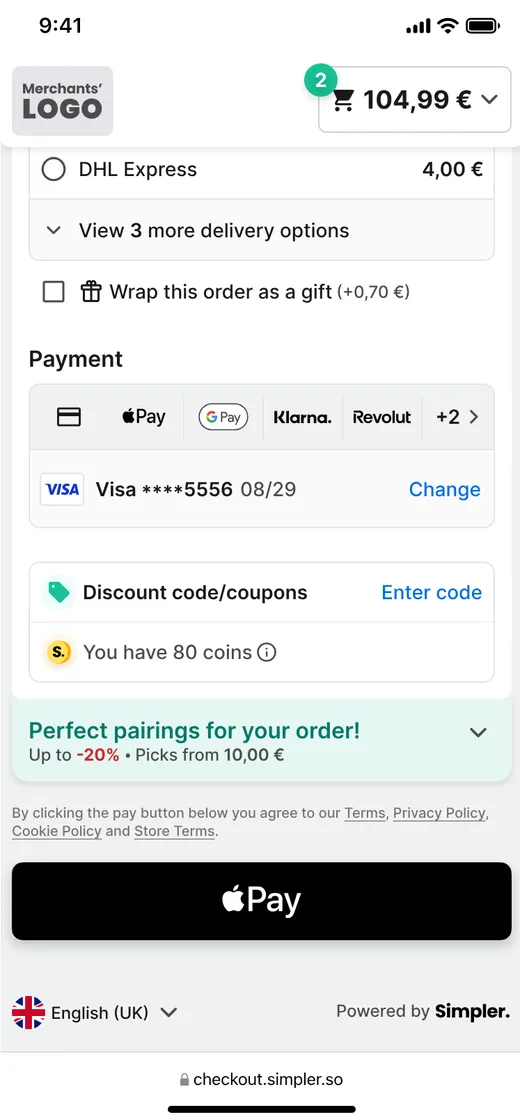 9:41
Merchants’
LOGO
2
104,99 €
DHL Express 4,00 €
View 3 more delivery options
Wrap this order as a gift (+0,70 €)
Payment
Pay G Pay Klarna. Revolut +2
VISA Visa ****5556 08/29 Change
Discount code/coupons Enter code
S. You have 80 coins
Perfect pairings for your order!
Up to -20% • Picks from 10,00 €
By clicking the pay button below you agree to our Terms, Privacy Policy,
Cookie Policy and Store Terms.
Pay
English (UK) Powered by Simpler.
checkout.simpler.so